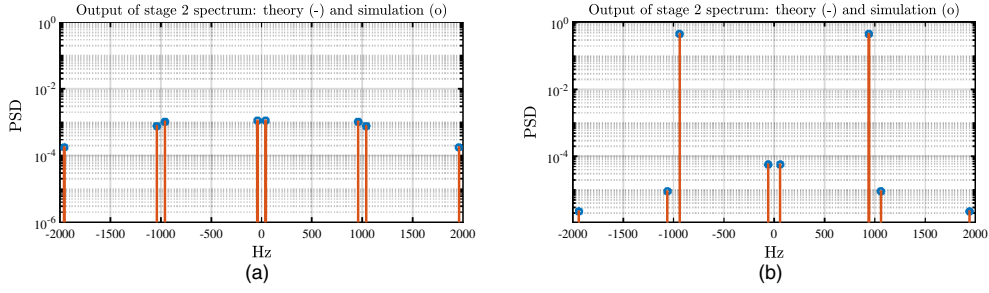 Output of stage 2 spectrum: theory (-) and simulation (o)
10^0
10^-2
10^-4
10^-6
PSD
-2000 -1500 -1000 -500 0 500 1000 1500 2000
Hz
(a)
Output of stage 2 spectrum: theory (-) and simulation (o)
10^0
10^-2
10^-4
PSD
-2000 -1500 -1000 -500 0 500 1000 1500 2000
Hz
(b)